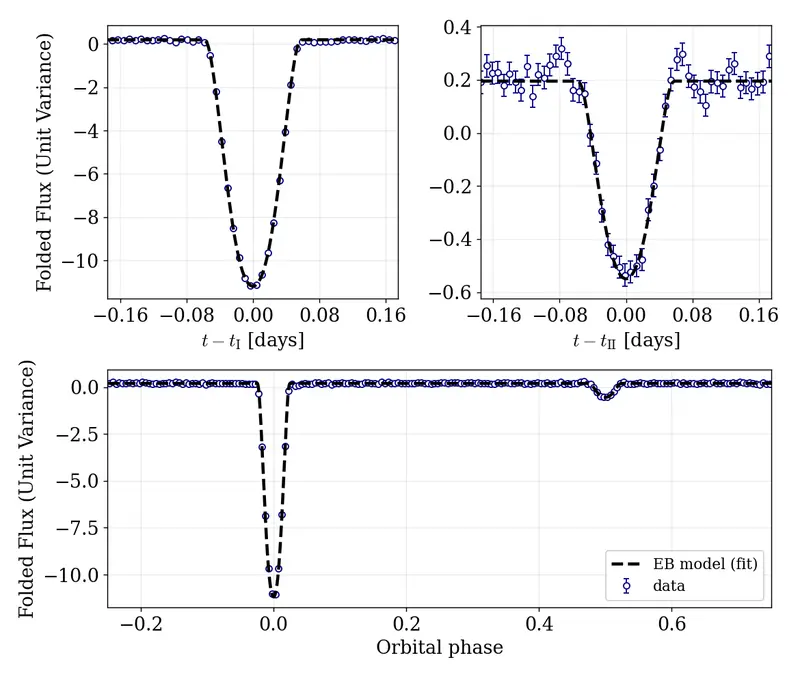 Folded Flux (Unit Variance)
0
−2
−4
−6
−8
−10
−0.16 −0.08 0.00 0.08 0.16
t − tI [days]
0.4
0.2
0.0
−0.2
−0.4
−0.6
−0.16 −0.08 0.00 0.08 0.16
t − tII [days]
Folded Flux (Unit Variance)
0.0
−2.5
−5.0
−7.5
−10.0
−0.2 0.0 0.2 0.4 0.6
Orbital phase
EB model (fit)
data